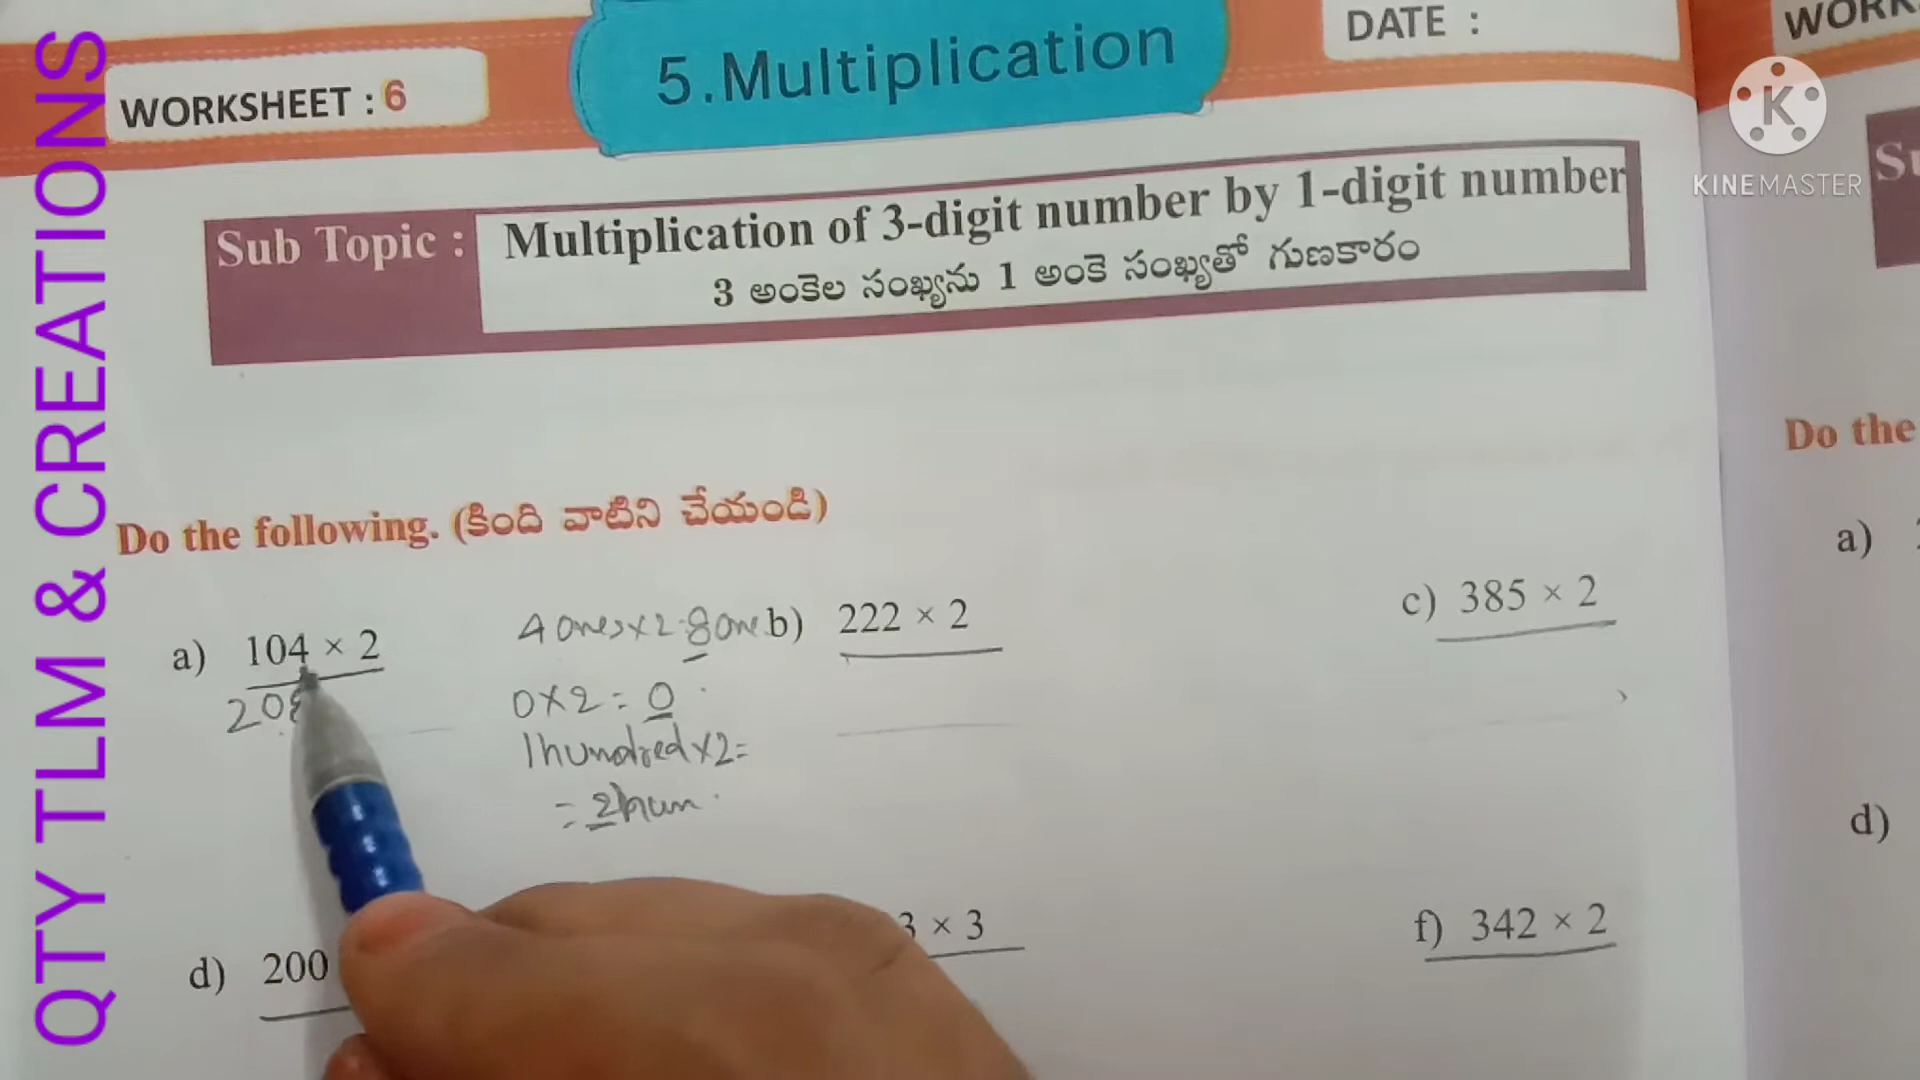 QTY TLM & CREATIONS
WORKSHEET : 6
5.Multiplication
DATE :
KINEMASTER
Sub Topic :
Multiplication of 3-digit number by 1-digit number
3 అంకెల సంఖ్యను 1 అంకె సంఖ్యతో గుణకారం
Do the following. (కింది వాటిని చేయండి)
a) 104 × 2
208
4 ones x 2 = 8 one
0 x 2 = 0
1 hundred x 2 =
= 2 hun
b) 222 × 2
c) 385 × 2
d) 200
3 × 3
f) 342 × 2
Do the
a)
d)